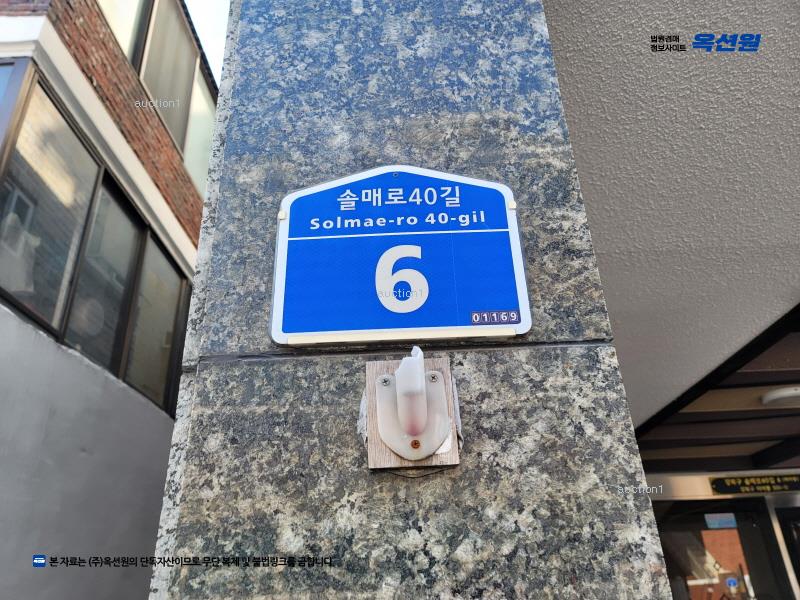 법원경매
정보사이트 옥션원
auction1
솔매로40길
Solmae-ro 40-gil
6
auction1
01169
auction1
본 자료는 (주)옥션원의 단독자산이므로 무단 복제 및 불법링크를 금합니다.